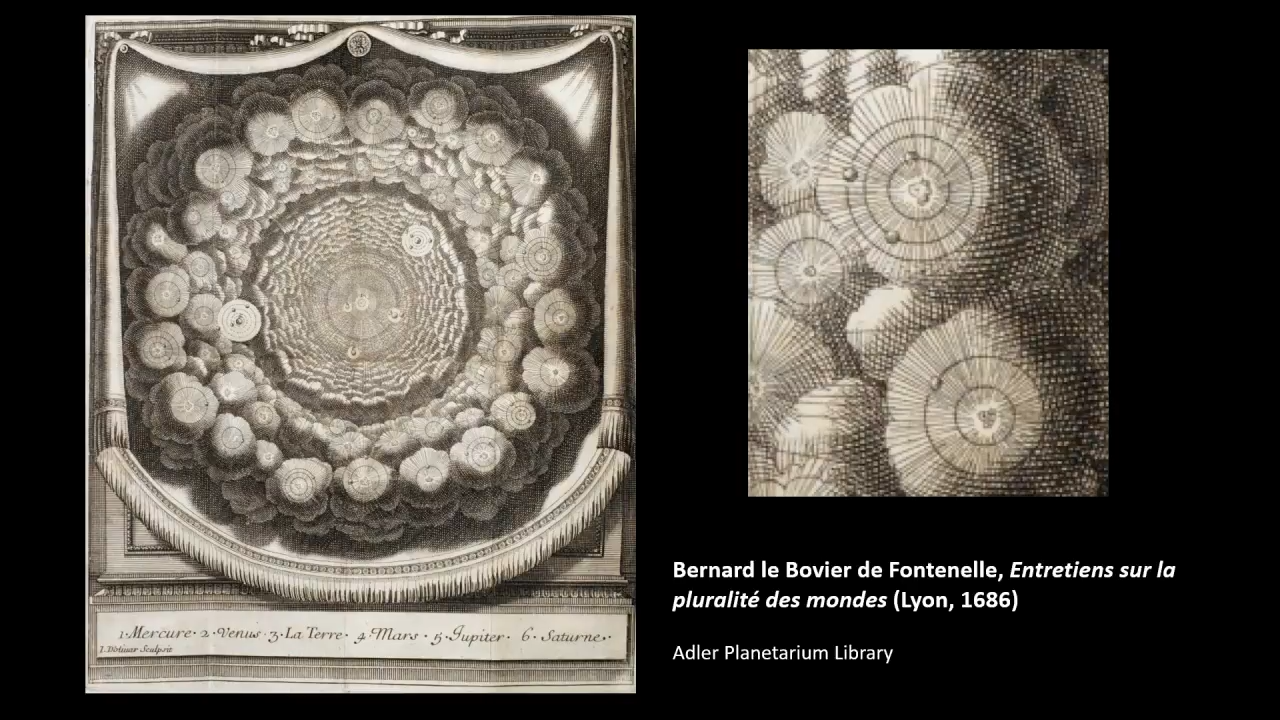 1·Mercure· 2·Venus·3·La Terre· 4·Mars·5·Jupiter· 6·Saturne·
Sculpsit
Bernard le Bovier de Fontenelle, Entretiens sur la
pluralité des mondes (Lyon, 1686)
Adler Planetarium Library